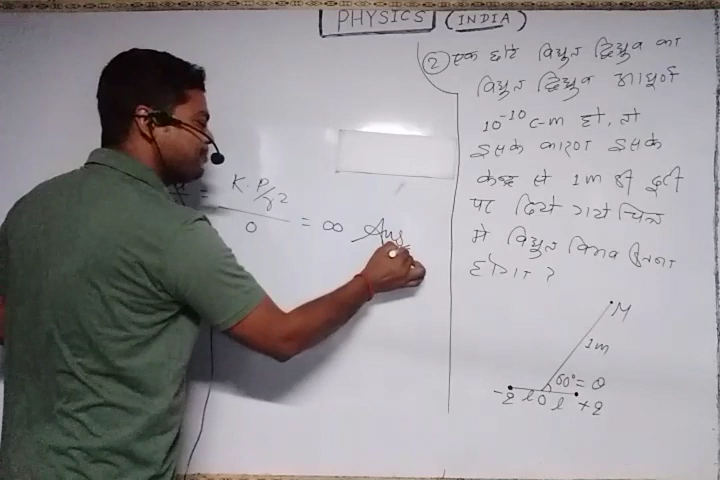 PHYSICS (INDIA)
= K.P/r² / 0 = ∞ Ans
② एक छोटे विद्युत द्विध्रुव का
विद्युत द्विध्रुव आघूर्ण
10⁻¹⁰ C-m हो, तो
इसके कारण इसके
केन्द्र से 1m की दूरी
पर दिये गये चित्र
मे विद्युत विभव कितना
होगा ?
M
1m
60° = θ
-q l O l +q